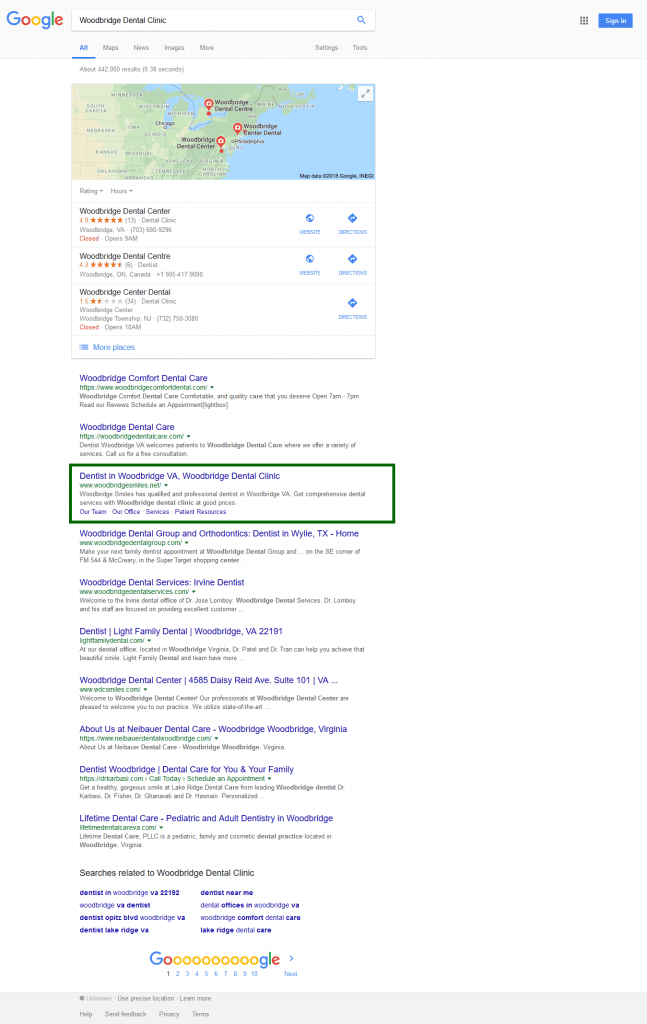 Google
Woodbridge Dental Clinic
Sign in
All Maps News Images More Settings Tools
About 442,000 results (0.38 seconds)
MINNESOTA
SOUTH
DAKOTA
WISCONSIN
MICHIGAN
Woodbridge
Dental Centre
MAINE
NOVA SCOTIA
NEBRASKA
IOWA
Chicago
Woodbridge
Center Dental
ILLINOIS
Woodbridge
Dental Center
Philadelphia
KANSAS
MISSOURI
KENTUCKY
VIRGINIA
OKLAHOMA
TENNESSEE
NORTH
CAROLINA
ARKANSAS
Map data ©2018 Google, INEGI
Rating Hours
Woodbridge Dental Center
4.9 (13) · Dental Clinic
Woodbridge, VA · (703) 680-9296
Closed · Opens 9AM
WEBSITE DIRECTIONS
Woodbridge Dental Centre
4.3 (6) · Dentist
Woodbridge, ON, Canada · +1 905-417-9090
WEBSITE DIRECTIONS
Woodbridge Center Dental
1.5 (34) · Dental Clinic
Woodbridge Center
Woodbridge Township, NJ · (732) 750-3080
Closed · Opens 10AM
DIRECTIONS
More places
Woodbridge Comfort Dental Care
https://www.woodbridgecomfortdental.com/
Woodbridge Comfort Dental Care Comfortable, and quality care that you deserve Open 7am - 7pm
Read our Reviews Schedule an Appointment[lightbox]
Woodbridge Dental Care
https://woodbridgedentalcare.com/
Dentist Woodbridge VA welcomes patients to Woodbridge Dental Care where we offer a variety of
services. Call us for a free consultation.
Dentist in Woodbridge VA, Woodbridge Dental Clinic
www.woodbridgesmiles.net/
Woodbridge Smiles has qualified and professional dentist in Woodbridge VA. Get comprehensive dental
services with Woodbridge dental clinic at good prices.
Our Team · Our Office · Services · Patient Resources
Woodbridge Dental Group and Orthodontics: Dentist in Wylie, TX - Home
www.woodbridgedentalgroup.com/
Make your next family dentist appointment at Woodbridge Dental Group and ... on the SE corner of
FM 544 & McCreary, in the Super Target shopping center.
Woodbridge Dental Services: Irvine Dentist
www.woodbridgedentalservices.com/
Welcome to the Irvine dental office of Dr. Jose Lomboy: Woodbridge Dental Services. Dr. Lomboy
and his staff are focused on providing excellent customer ...
Dentist | Light Family Dental | Woodbridge, VA 22191
lightfamilydental.com/
At our dental office, located in Woodbridge Virginia, Dr. Patel and Dr. Tran can help you achieve that
beautiful smile. Light Family Dental and team have more ...
Woodbridge Dental Center | 4585 Daisy Reid Ave. Suite 101 | VA ...
www.wdcsmiles.com/
Welcome to Woodbridge Dental Center! Our professionals at Woodbridge Dental Center are
pleased to welcome you to our practice. We utilize state-of-the-art ...
About Us at Neibauer Dental Care - Woodbridge Woodbridge, Virginia
https://www.neibauerdentalwoodbridge.com/
About Us at Neibauer Dental Care - Woodbridge Woodbridge, Virginia
Dentist Woodbridge | Dental Care for You & Your Family
https://drkarbasi.com › Call Today › Schedule an Appointment
Get a healthy, gorgeous smile at Lake Ridge Dental Care from leading Woodbridge dentist Dr.
Karbasi, Dr. Fisher, Dr. Ghanavati and Dr. Hasnain. Personalized ...
Lifetime Dental Care - Pediatric and Adult Dentistry in Woodbridge
lifetimedentalcareva.com/
Lifetime Dental Care, PLLC is a pediatric, family and cosmetic dental practice located in
Woodbridge, Virginia.
Searches related to Woodbridge Dental Clinic
dentist in woodbridge va 22192 dentist near me
woodbridge va dentist dental offices in woodbridge va
dentist opitz blvd woodbridge va woodbridge comfort dental care
dentist lake ridge va lake ridge dental care
Goooooooooogle
1 2 3 4 5 6 7 8 9 10 Next
Unknown - Use precise location - Learn more
Help Send feedback Privacy Terms